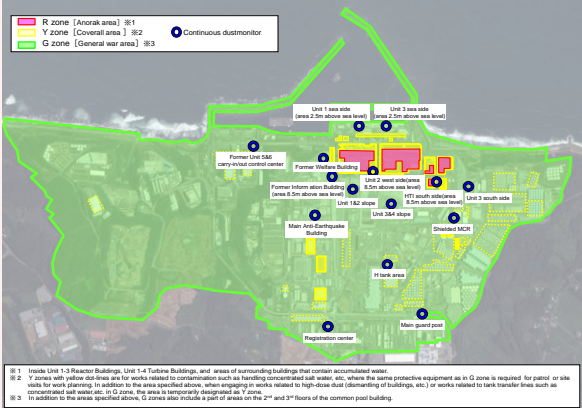 R zone [Anorak area] ※1
Y zone [Coverall area] ※2
G zone [General war area] ※3
Continuous dustmonitor
Unit 1 sea side
(area 2.5m above sea level)
Unit 3 sea side
(area 2.5m above sea level)
Former Unit 5&6
carry-in/out control center
Former Welfare Building
Unit 2 west side(area
8.5m above sea level)
Former Information Building
(area 8.5m above sea level)
HTI south side(area
8.5m above sea level)
Unit 3 south side
Unit 1&2 slope
Unit 3&4 slope
Main Anti-Earthquake
Building
Shielded MCR
H tank area
Registration center
Main guard post
※ 1 Inside Unit 1-3 Reactor Buildings, Unit 1-4 Turbine Buildings, and areas of surrounding buildings that contain accumulated water.
※ 2 Y zones with yellow dot-lines are for works related to contamination such as handling concentrated salt water, etc, where the same protective equipment as in G zone is required for patrol or site
visits for work planning. In addition to the area specified above, when engaging in works related to high-dose dust (dismantling of buildings, etc.) or works related to tank transfer lines such as
concentrated salt water,etc. in G zone, the area is temporarily designated as Y zone.
※ 3 In addition to the areas specified above, G zones also include a part of areas on the 2nd and 3rd floors of the common pool building.